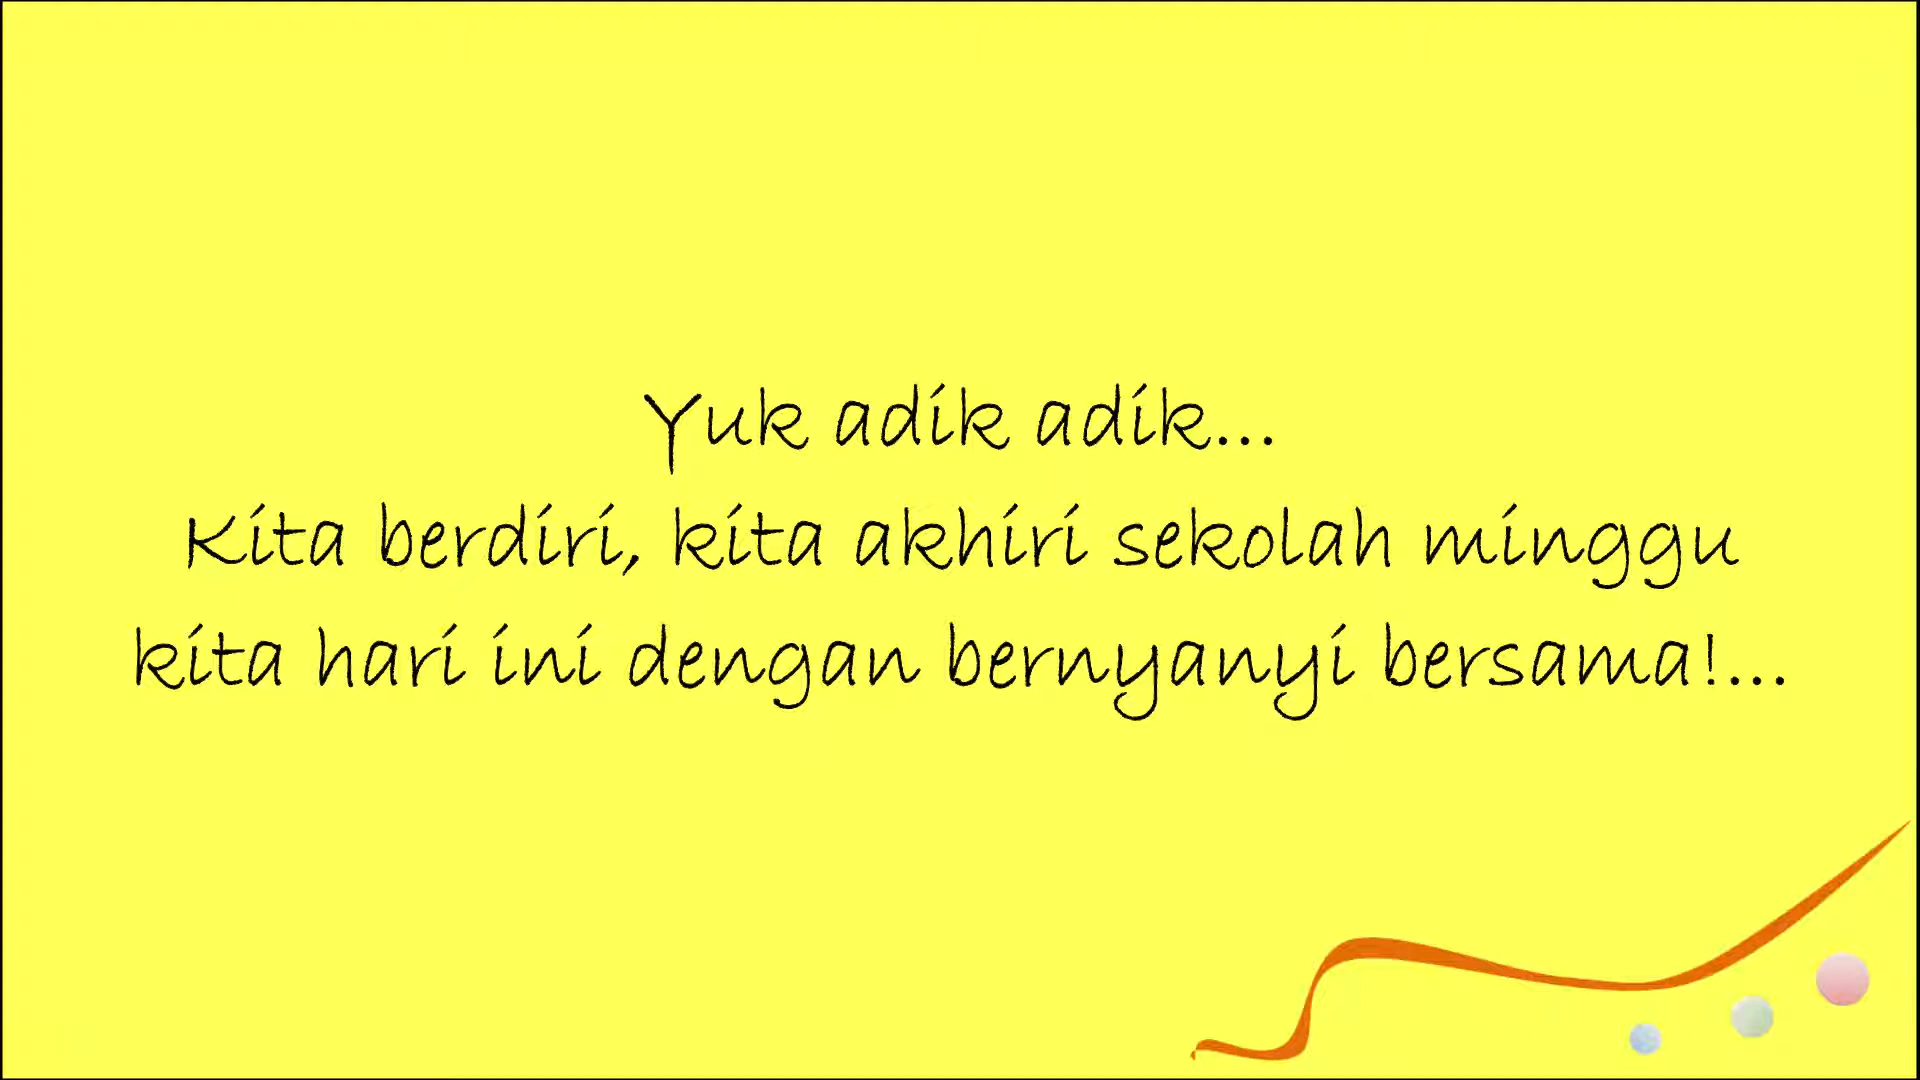 Yuk adik adik...
Kita berdiri, kita akhiri sekolah minggu
kita hari ini dengan bernyanyi bersama!...